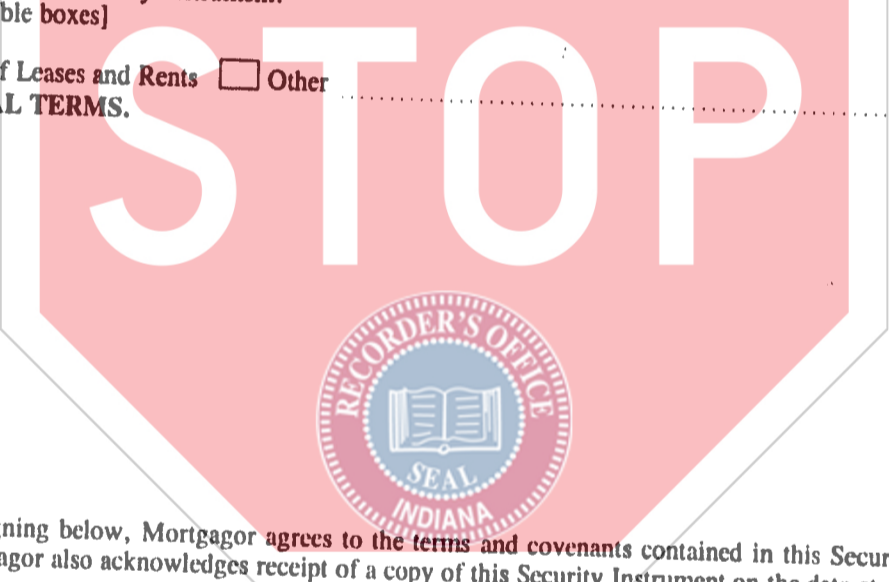 ble boxes]
f Leases and Rents Other
AL TERMS.
STOP
RECORDER'S OFFICE
SEAL
INDIANA
ning below, Mortgagor agrees to the terms and covenants contained in this Secur
agor also acknowledges receipt of a copy of this Security Instrument on the